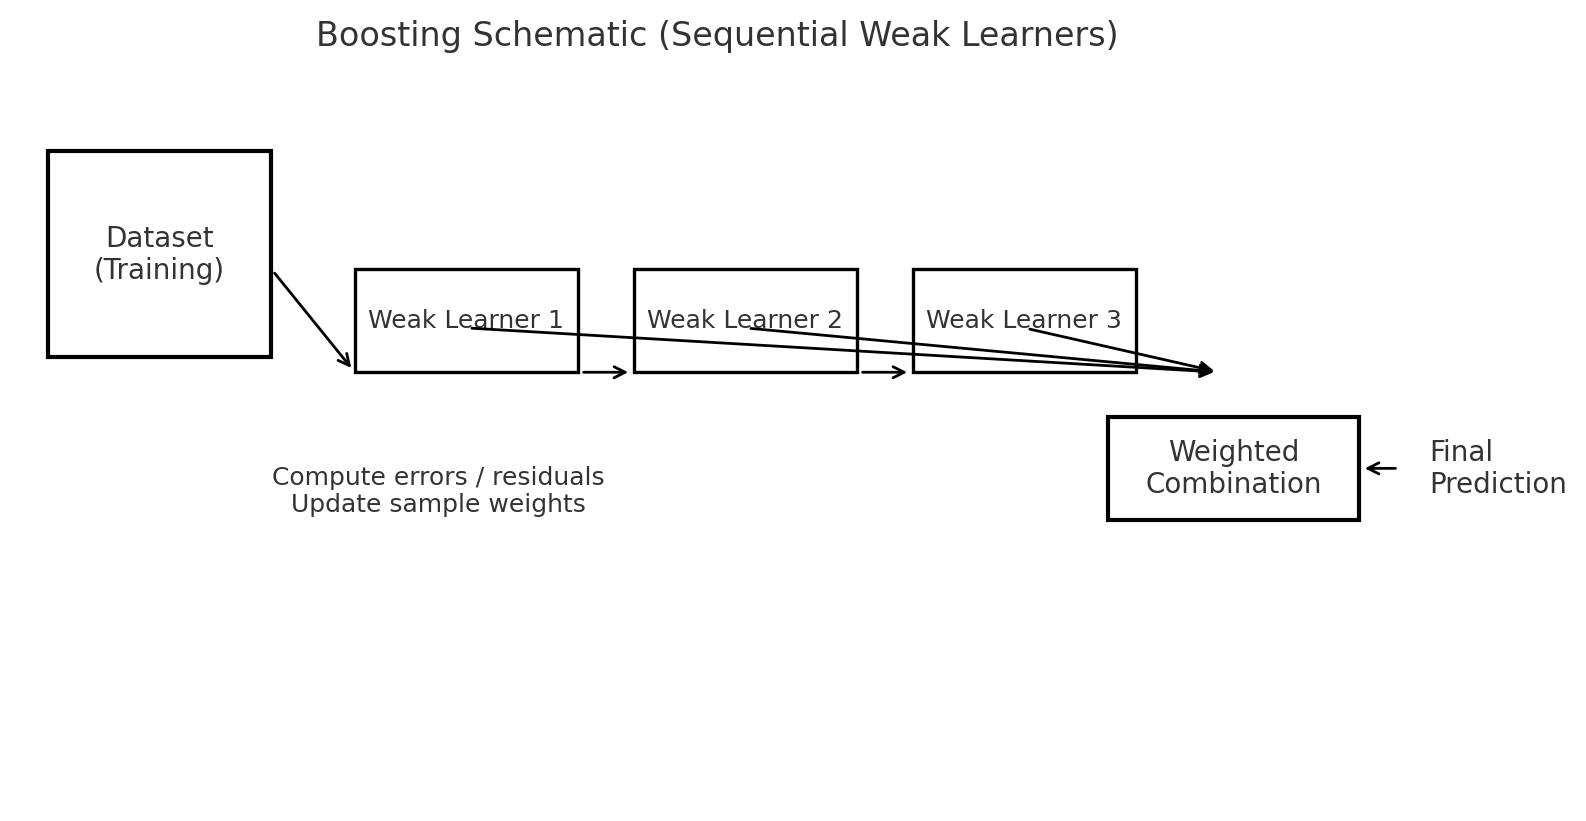 Boosting Schematic (Sequential Weak Learners)
Dataset
(Training)
Weak Learner 1
Weak Learner 2
Weak Learner 3
Compute errors / residuals
Update sample weights
Weighted
Combination
Final
Prediction